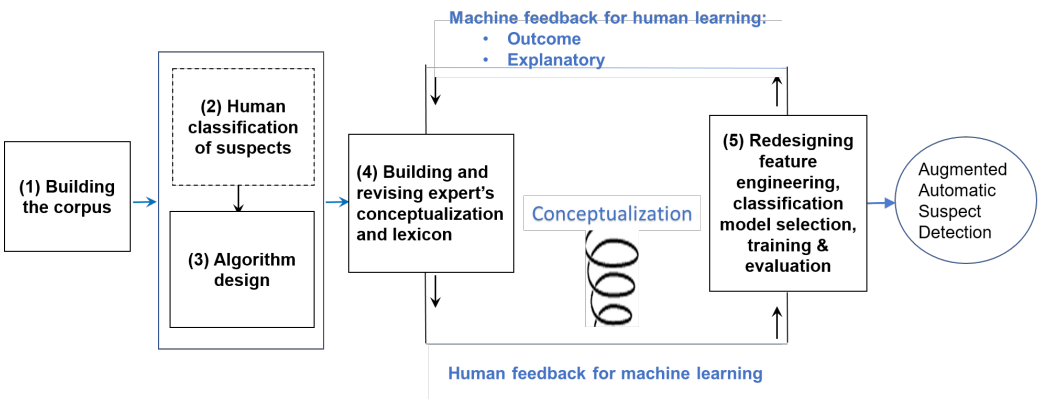 Machine feedback for human learning:
• Outcome
• Explanatory
(1) Building
the corpus
(2) Human
classification
of suspects
(3) Algorithm
design
(4) Building and
revising expert's
conceptualization
and lexicon
Conceptualization
(5) Redesigning
feature
engineering,
classification
model selection,
training &
evaluation
Augmented
Automatic
Suspect
Detection
Human feedback for machine learning